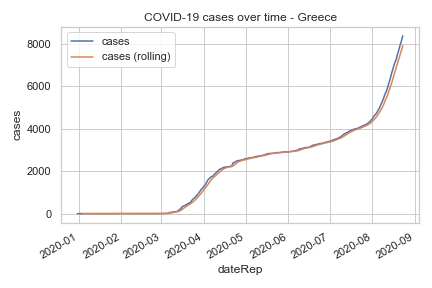 COVID-19 cases over time - Greece
cases
cases (rolling)
8000
6000
4000
2000
0
cases
2020-01
2020-02
2020-03
2020-04
2020-05
2020-06
2020-07
2020-08
2020-09
dateRep